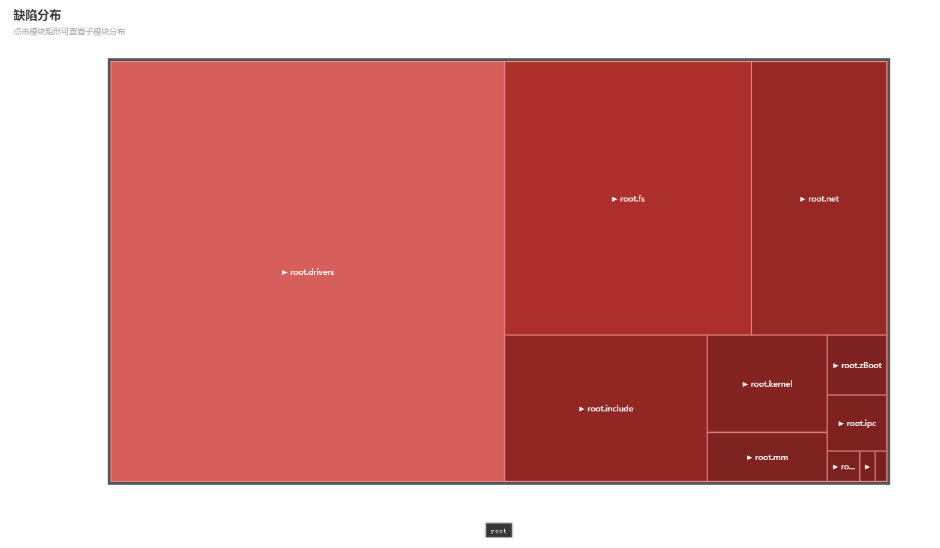 缺陷分布
点击模块矩形可查看子模块分布
► root.drivers
► root.fs
► root.net
► root.include
► root.kernel
► root.mm
► root.zBoot
► root.ipc
► ro...
►
root